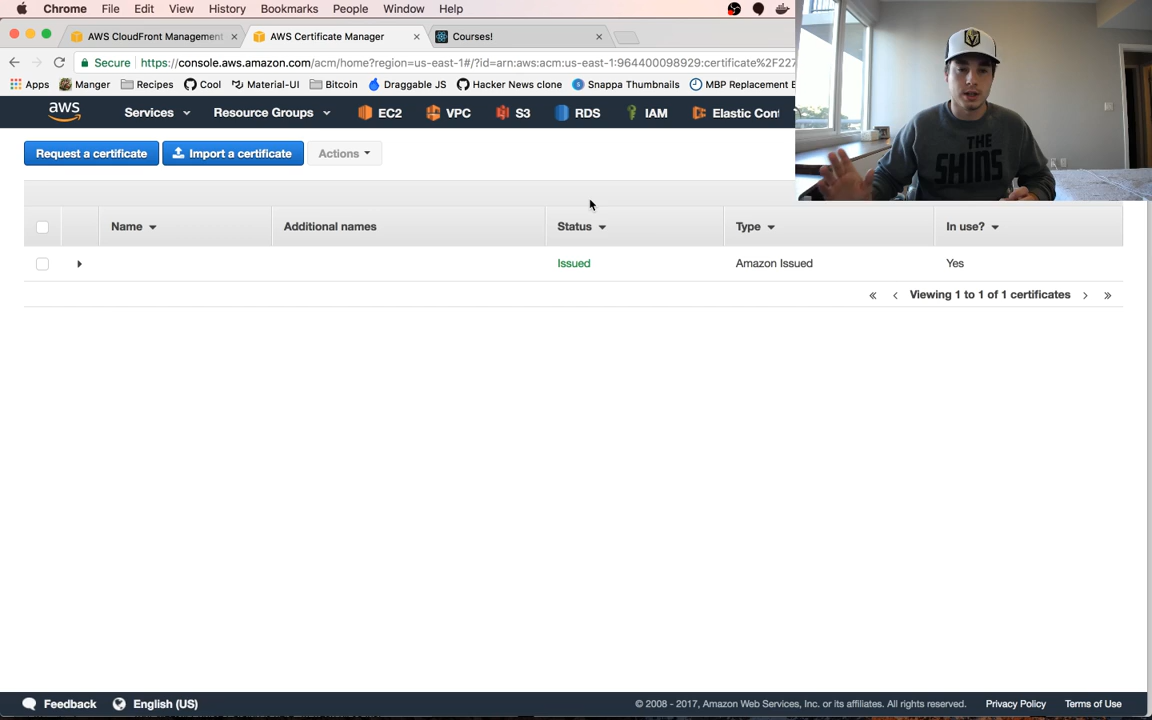 Chrome File Edit View History Bookmarks People Window Help
AWS CloudFront Management AWS Certificate Manager Courses!
Secure https://console.aws.amazon.com/acm/home?region=us-east-1#/?id=arn:aws:acm:us-east-1:964400098929:certificate%2F227
Apps Manger Recipes Cool Material-UI Bitcoin Draggable JS Hacker News clone Snappa Thumbnails MBP Replacement B
aws Services Resource Groups EC2 VPC S3 RDS IAM Elastic Con
THE
SHINS
Request a certificate Import a certificate Actions
Name Additional names Status Type In use?
Issued Amazon Issued Yes
« ‹ Viewing 1 to 1 of 1 certificates › »
Feedback English (US) © 2008 - 2017, Amazon Web Services, Inc. or its affiliates. All rights reserved. Privacy Policy Terms of Use